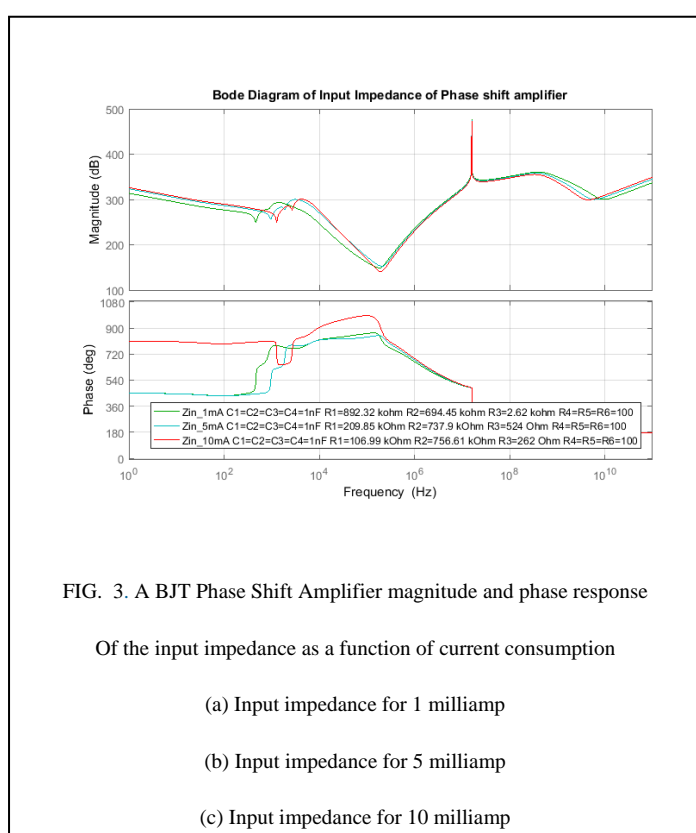 Bode Diagram of Input Impedance of Phase shift amplifier
500
400
300
200
100
Magnitude (dB)
1080
900
720
540
360
180
0
Phase (deg)
Zin_1mA C1=C2=C3=C4=1nF R1=892.32 kohm R2=694.45 kohm R3=2.62 kohm R4=R5=R6=100
Zin_5mA C1=C2=C3=C4=1nF R1=209.85 kOhm R2=737.9 kOhm R3=524 Ohm R4=R5=R6=100
Zin_10mA C1=C2=C3=C4=1nF R1=106.99 kOhm R2=756.61 kOhm R3=262 Ohm R4=R5=R6=100
10^0 10^2 10^4 10^6 10^8 10^10
Frequency (Hz)
FIG. 3. A BJT Phase Shift Amplifier magnitude and phase response
Of the input impedance as a function of current consumption
(a) Input impedance for 1 milliamp
(b) Input impedance for 5 milliamp
(c) Input impedance for 10 milliamp